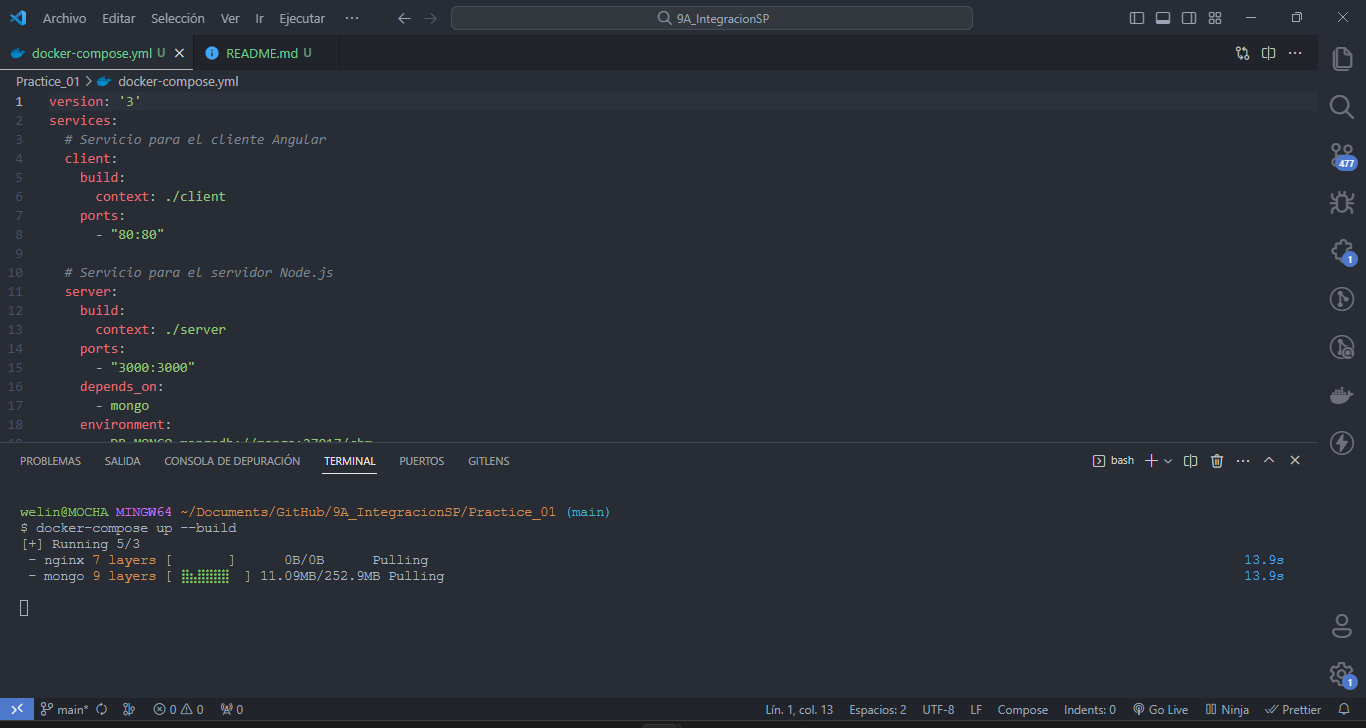 Archivo Editar Selección Ver Ir Ejecutar ··· 9A_IntegracionSP
docker-compose.yml U README.md U
Practice_01 > docker-compose.yml
1 version: '3'
2 services:
3 # Servicio para el cliente Angular
4 client:
5 build:
6 context: ./client
7 ports:
8 - "80:80"
9
10 # Servicio para el servidor Node.js
11 server:
12 build:
13 context: ./server
14 ports:
15 - "3000:3000"
16 depends_on:
17 - mongo
18 environment:
477
1
PROBLEMAS SALIDA CONSOLA DE DEPURACIÓN TERMINAL PUERTOS GITLENS bash
welin@MOCHA MINGW64 ~/Documents/GitHub/9A_IntegracionSP/Practice_01 (main)
$ docker-compose up --build
[+] Running 5/3
- nginx 7 layers [ ] 0B/0B Pulling 13.9s
- mongo 9 layers [ ] 11.09MB/252.9MB Pulling 13.9s
1
main* 0 0 0 Lín. 1, col. 13 Espacios: 2 UTF-8 LF Compose Indents: 0 Go Live Ninja Prettier